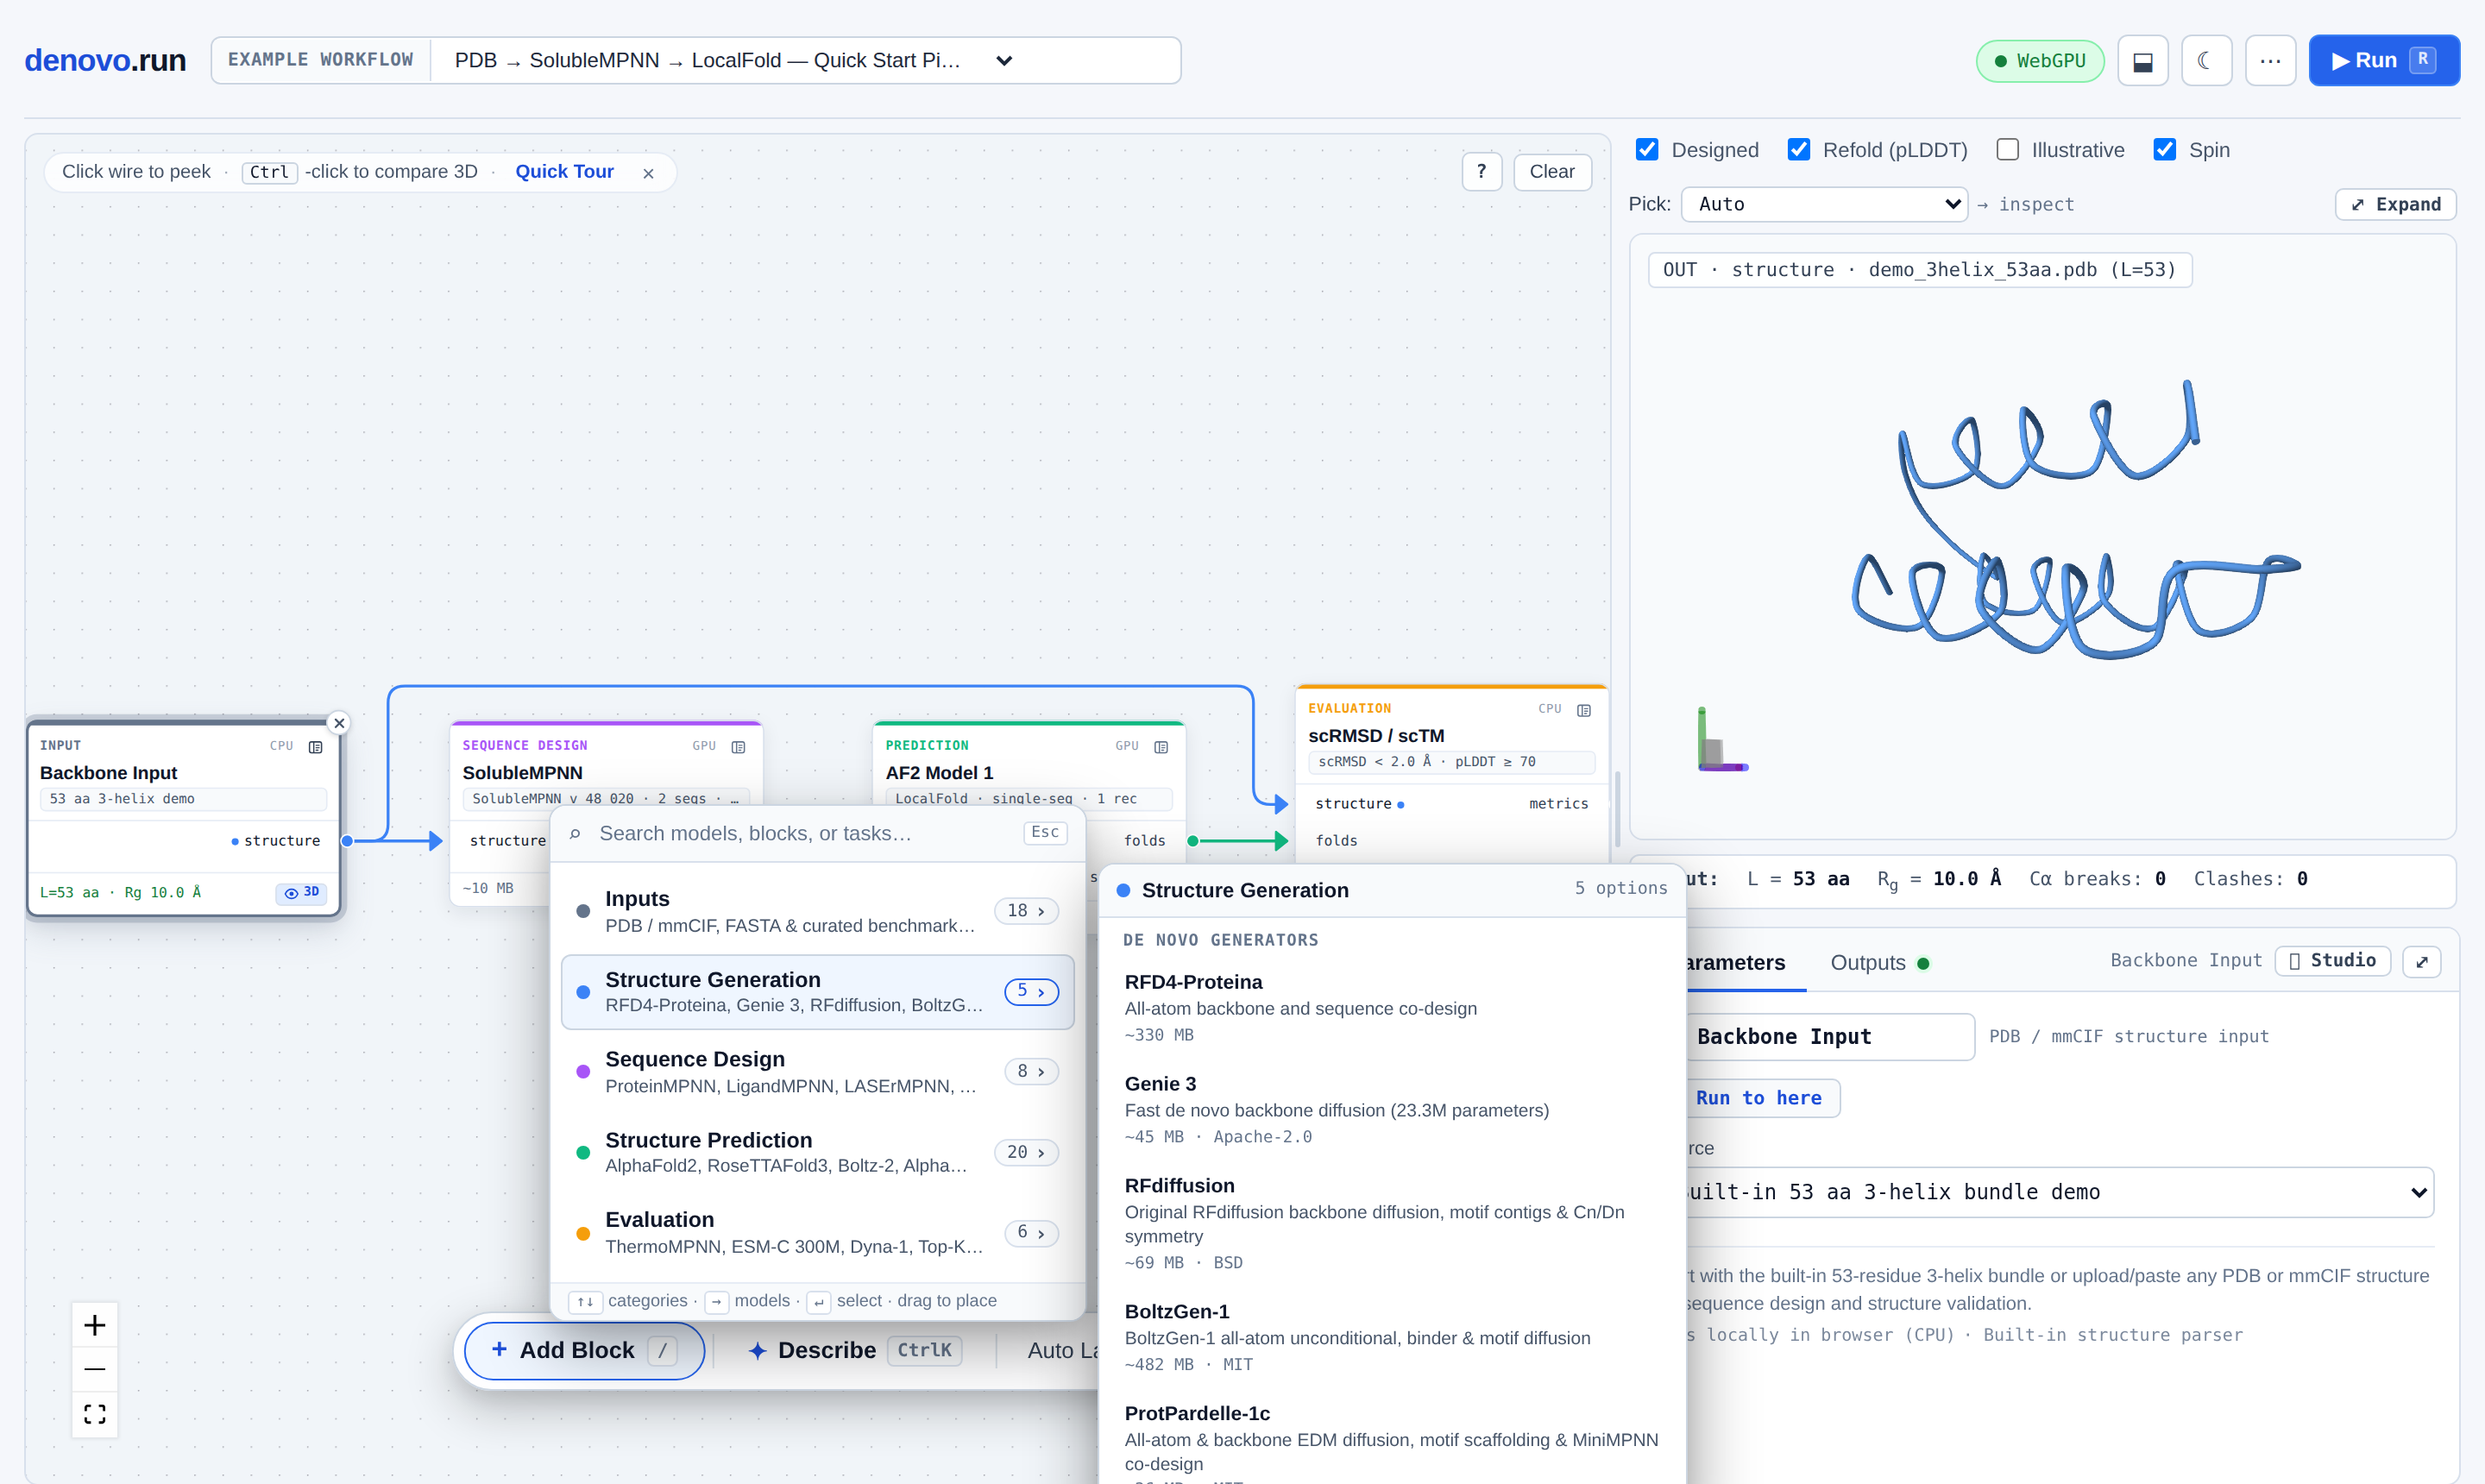 denovo.run
EXAMPLE WORKFLOW
PDB → SolubleMPNN → LocalFold — Quick Start Pi…
WebGPU
Run R
Click wire to peek · Ctrl -click to compare 3D · Quick Tour ×
? Clear
Designed Refold (pLDDT) Illustrative Spin
Pick: Auto → inspect
Expand
OUT · structure · demo_3helix_53aa.pdb (L=53)
INPUT CPU
Backbone Input
53 aa 3-helix demo
structure
L=53 aa · Rg 10.0 Å 3D
SEQUENCE DESIGN GPU
SolubleMPNN
SolubleMPNN v_48_020 · 2 seqs · …
structure
~10 MB
PREDICTION GPU
AF2 Model 1
LocalFold · single-seq · 1 rec
folds
s
EVALUATION CPU
scRMSD / scTM
scRMSD < 2.0 Å · pLDDT ≥ 70
structure metrics
folds
Search models, blocks, or tasks… Esc
Inputs
PDB / mmCIF, FASTA & curated benchmark…
18 ›
Structure Generation
RFD4-Proteina, Genie 3, RFdiffusion, BoltzG…
5 ›
Sequence Design
ProteinMPNN, LigandMPNN, LASErMPNN, …
8 ›
Structure Prediction
AlphaFold2, RoseTTAFold3, Boltz-2, Alpha…
20 ›
Evaluation
ThermoMPNN, ESM-C 300M, Dyna-1, Top-K…
6 ›
↑↓ categories · → models · ↵ select · drag to place
+ Add Block /
Describe CtrlK
Auto La
Structure Generation 5 options
DE NOVO GENERATORS
RFD4-Proteina
All-atom backbone and sequence co-design
~330 MB
Genie 3
Fast de novo backbone diffusion (23.3M parameters)
~45 MB · Apache-2.0
RFdiffusion
Original RFdiffusion backbone diffusion, motif contigs & Cn/Dn
symmetry
~69 MB · BSD
BoltzGen-1
BoltzGen-1 all-atom unconditional, binder & motif diffusion
~482 MB · MIT
ProtPardelle-1c
All-atom & backbone EDM diffusion, motif scaffolding & MiniMPNN
co-design
ut: L = 53 aa Rg = 10.0 Å Cα breaks: 0 Clashes: 0
arameters Outputs
Backbone Input Studio
Backbone Input PDB / mmCIF structure input
Run to here
rce
uilt-in 53 aa 3-helix bundle demo
rt with the built-in 53-residue 3-helix bundle or upload/paste any PDB or mmCIF structure
sequence design and structure validation.
s locally in browser (CPU) · Built-in structure parser